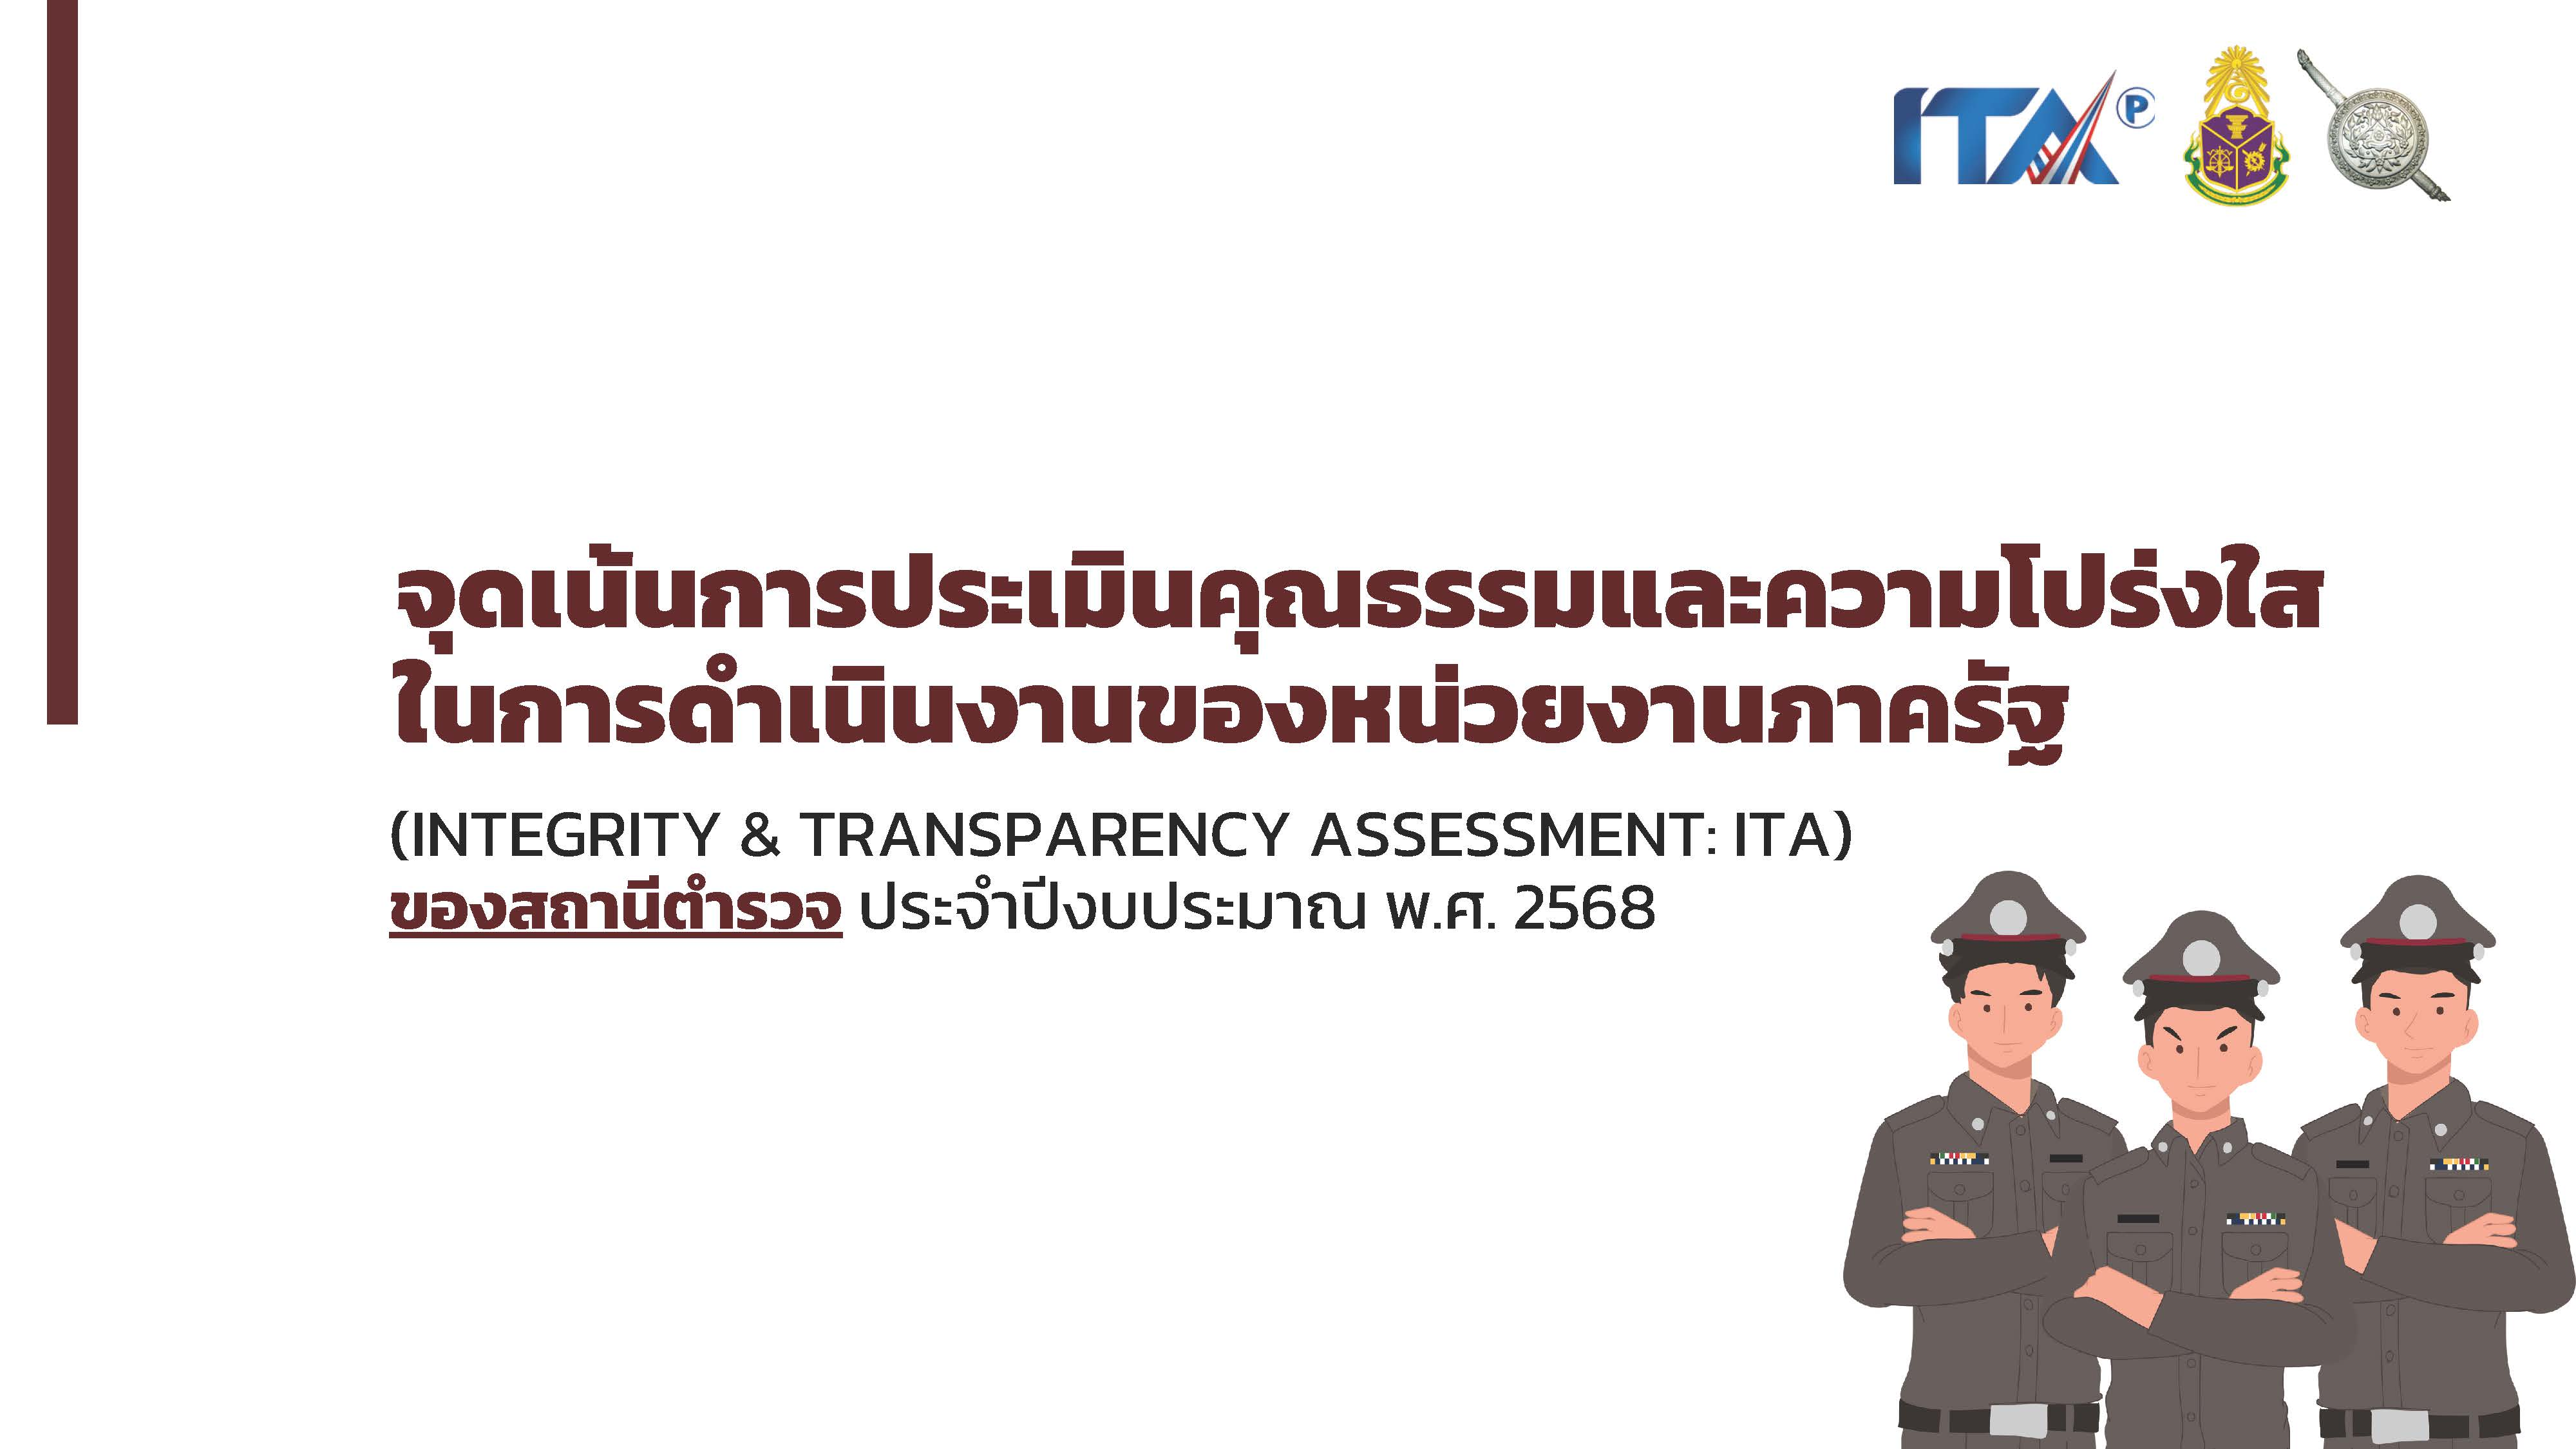 ITA P
จุดเน้นการประเมินคุณธรรมและความโปร่งใส
ในการดำเนินงานของหน่วยงานภาครัฐ
(INTEGRITY & TRANSPARENCY ASSESSMENT: ITA)
ของสถานีตำรวจ ประจำปีงบประมาณ พ.ศ. 2568